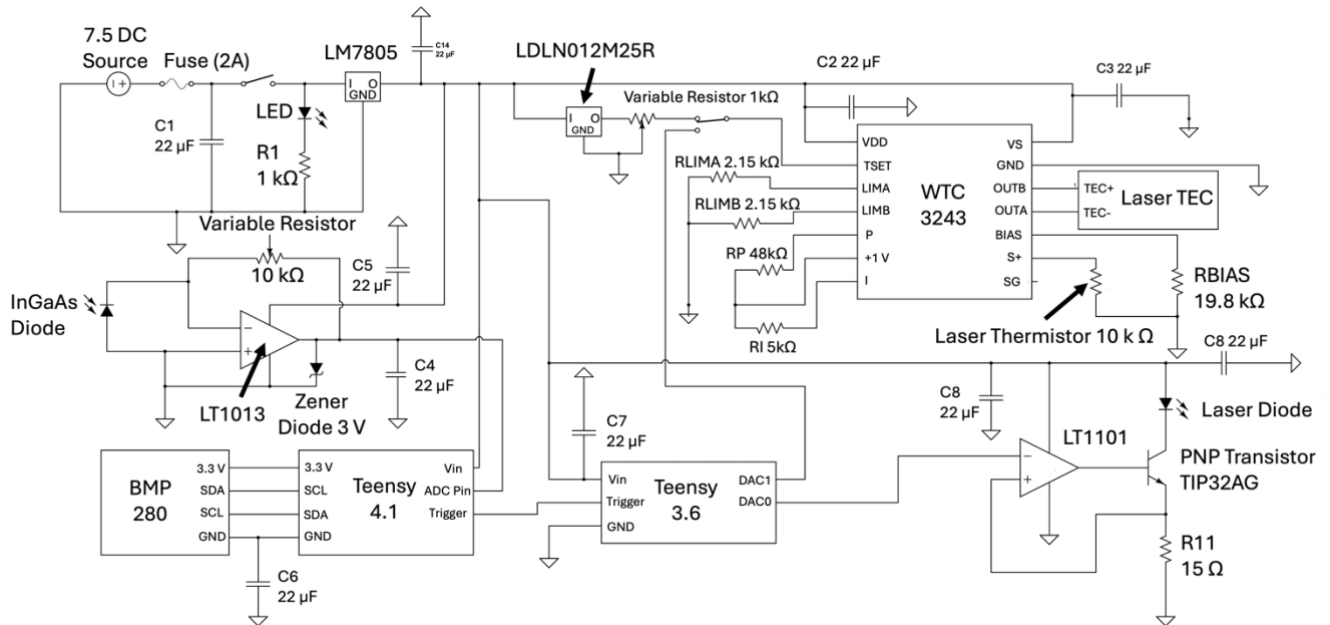 7.5 DC
Source
Fuse (2A)
C1
22 µF
LED
R1
1 kΩ
LM7805
I O
GND
C14
22 µF
LDLN012M25R
I O
GND
Variable Resistor 1kΩ
C2 22 µF
C3 22 µF
RLIMA 2.15 kΩ
RLIMB 2.15 kΩ
RP 48kΩ
RI 5kΩ
VDD
TSET
LIMA
LIMB
P
+1 V
I
WTC
3243
VS
GND
OUTB
OUTA
BIAS
S+
SG
TEC+
TEC-
Laser TEC
RBIAS
19.8 kΩ
Laser Thermistor 10 k Ω
Variable Resistor
10 kΩ
C5
22 µF
InGaAs
Diode
−
+
LT1013
Zener
Diode 3 V
C4
22 µF
BMP
280
3.3 V
SDA
SCL
GND
3.3 V
SCL
SDA
GND
Teensy
4.1
Vin
ADC Pin
Trigger
C6
22 µF
C7
22 µF
Vin
Trigger
GND
Teensy
3.6
DAC1
DAC0
C8
22 µF
C8 22 µF
LT1101
−
+
Laser Diode
PNP Transistor
TIP32AG
R11
15 Ω